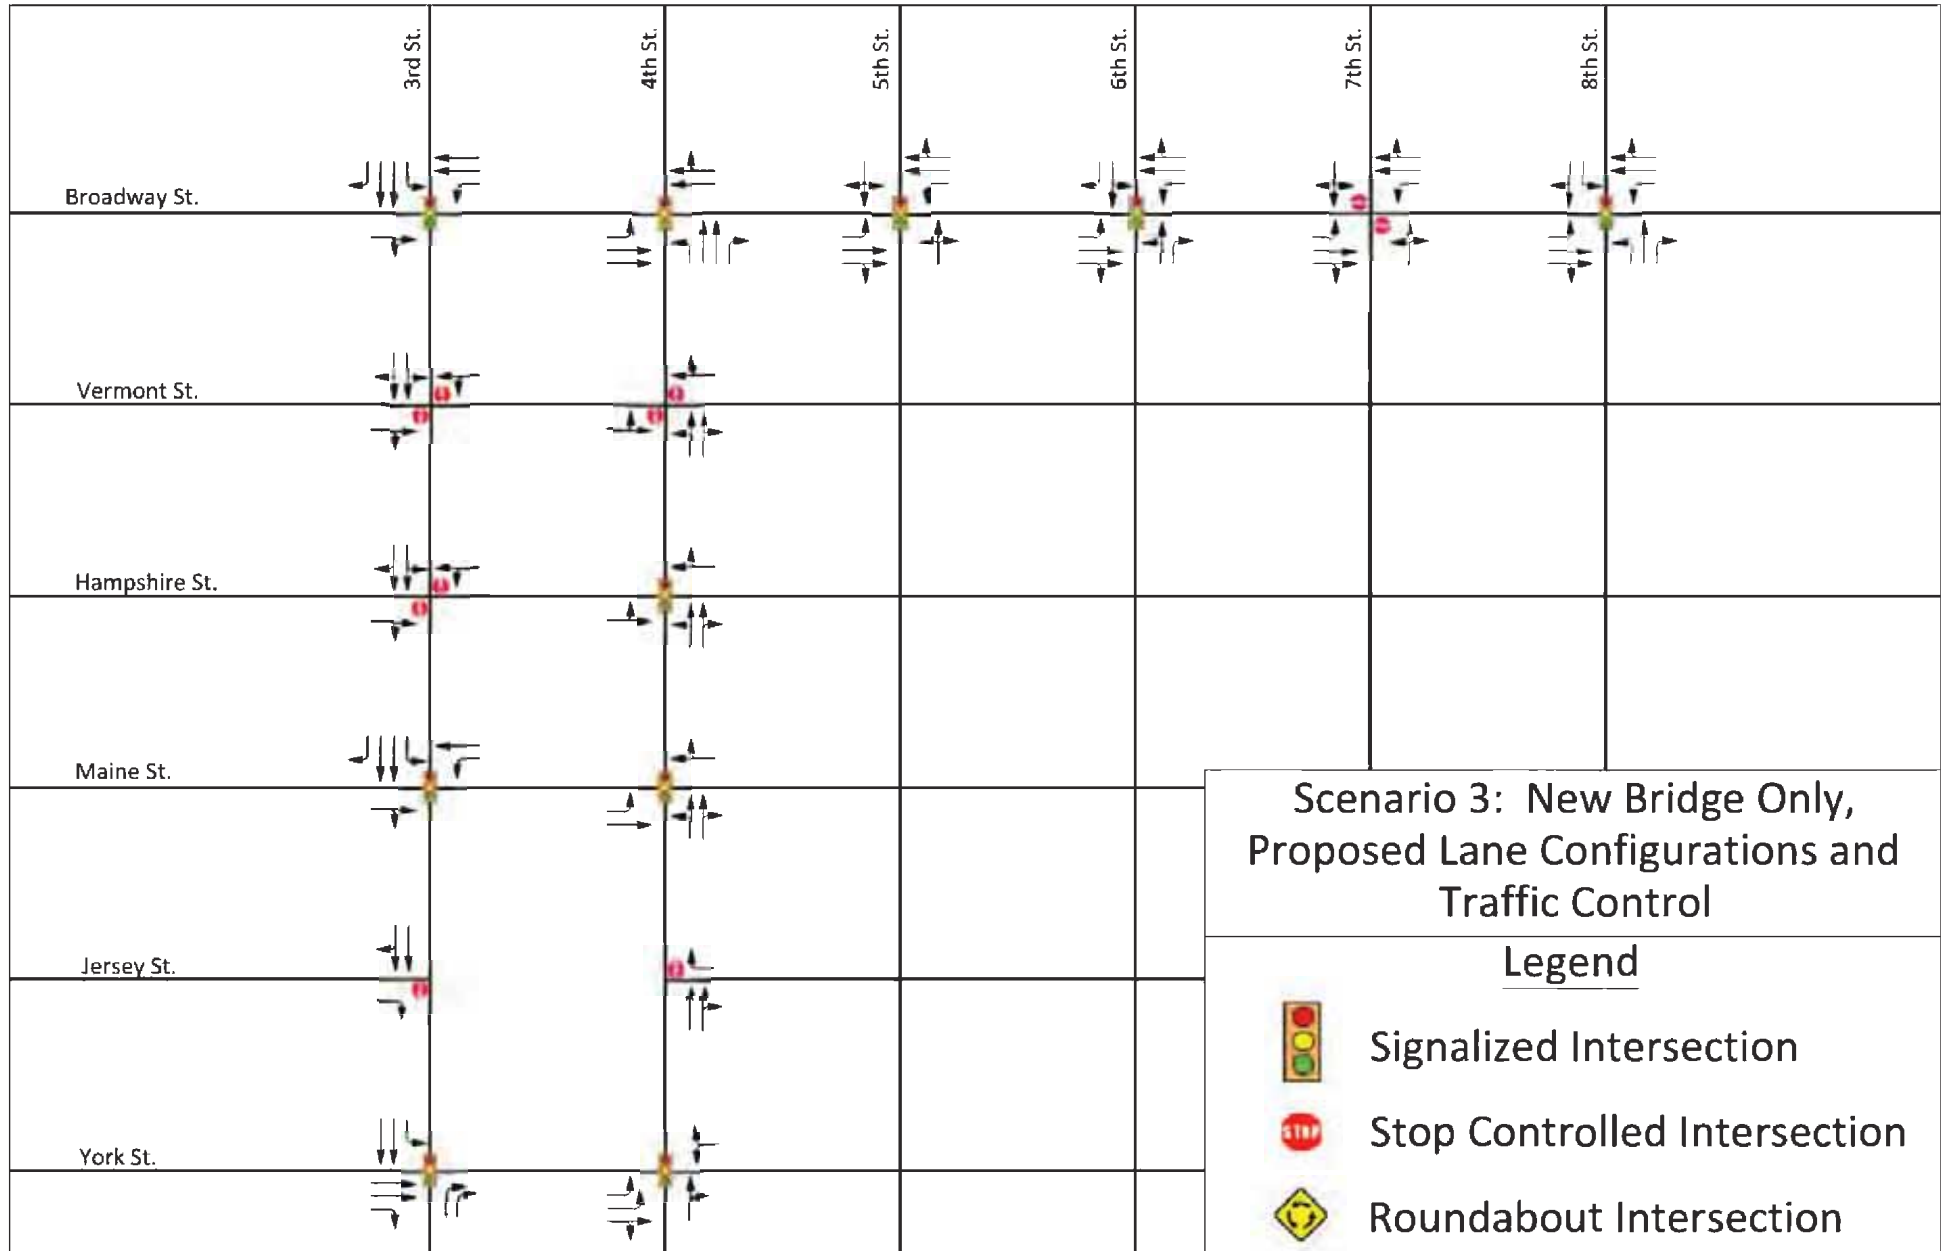 3rd St.
4th St.
5th St.
6th St.
7th St.
8th St.
Broadway St.
Vermont St.
Hampshire St.
Maine St.
Jersey St.
York St.
Scenario 3: New Bridge Only,
Proposed Lane Configurations and
Traffic Control
Legend
Signalized Intersection
STOP
Stop Controlled Intersection
Roundabout Intersection